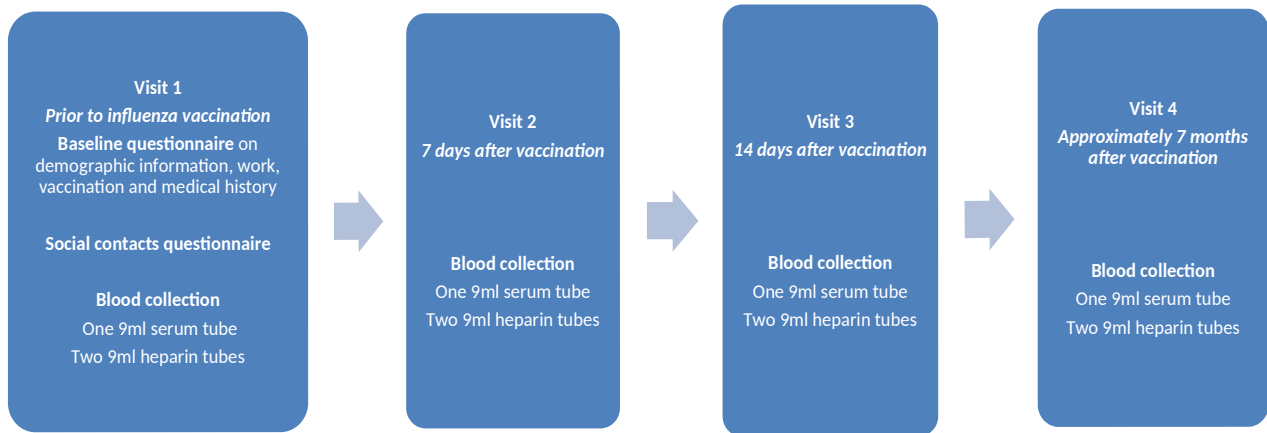 Visit 1
Prior to influenza vaccination
Baseline questionnaire on
demographic information, work,
vaccination and medical history
Social contacts questionnaire
Blood collection
One 9ml serum tube
Two 9ml heparin tubes
Visit 2
7 days after vaccination
Blood collection
One 9ml serum tube
Two 9ml heparin tubes
Visit 3
14 days after vaccination
Blood collection
One 9ml serum tube
Two 9ml heparin tubes
Visit 4
Approximately 7 months
after vaccination
Blood collection
One 9ml serum tube
Two 9ml heparin tubes